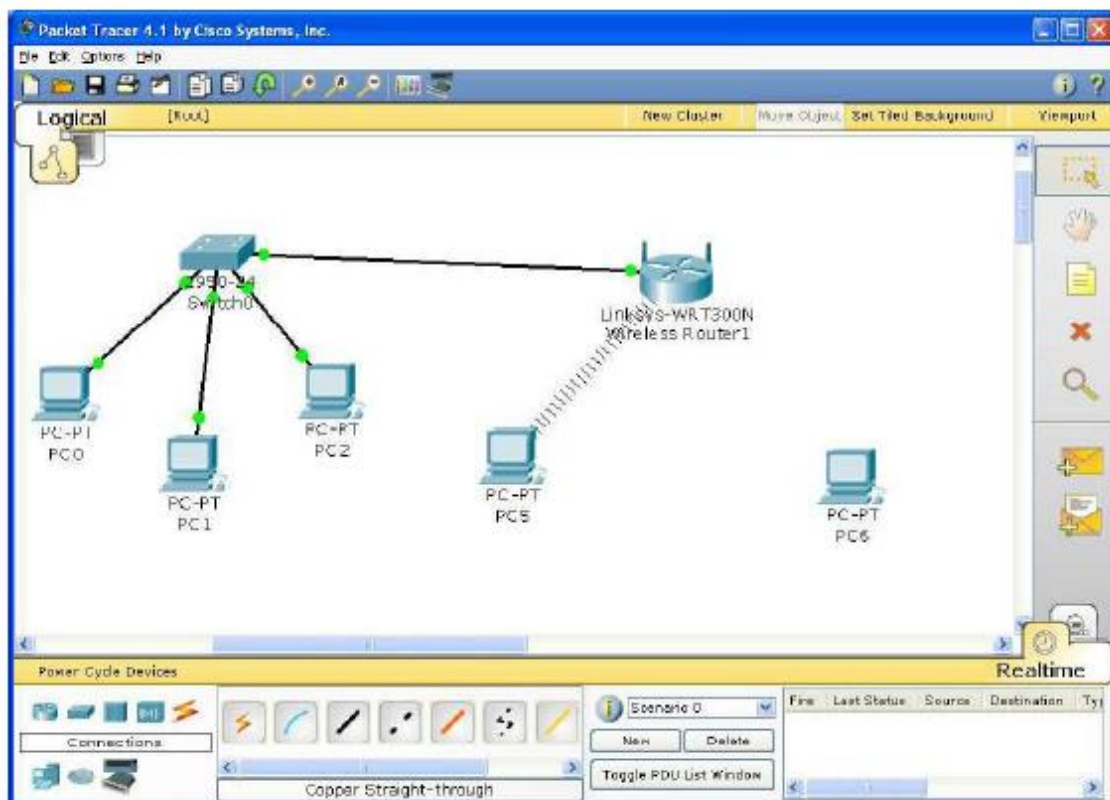 Packet Tracer 4.1 by Cisco Systems, Inc.
File Edit Options Help
Logical [Root] New Cluster Move Object Set Tiled Background Viewport
2950-24
Switch0
Linksys-WRT300N
Wireless Router1
PC-PT
PC0
PC-PT
PC2
PC-PT
PC1
PC-PT
PC5
PC-PT
PC6
Power Cycle Devices Realtime
Scenario 0
Fire Last Status Source Destination Typ
Connections
New Delete
Toggle PDU List Window
Copper Straight-through